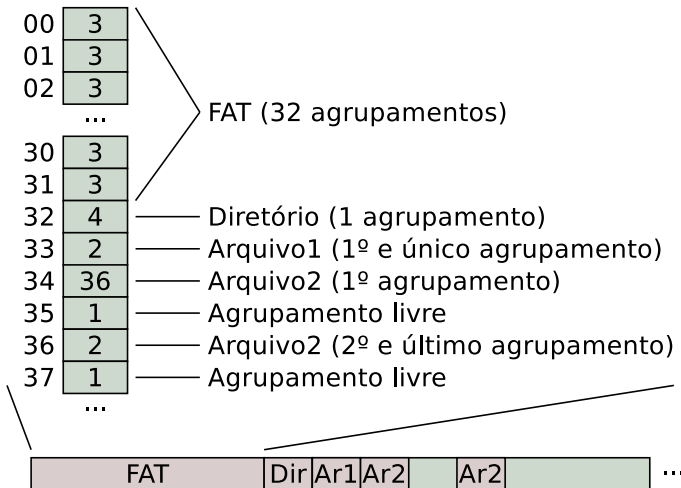 00 3
01 3
02 3
...
FAT (32 agrupamentos)
30 3
31 3
32 4 Diretório (1 agrupamento)
33 2 Arquivo1 (1º e único agrupamento)
34 36 Arquivo2 (1º agrupamento)
35 1 Agrupamento livre
36 2 Arquivo2 (2º e último agrupamento)
37 1 Agrupamento livre
...
FAT Dir Ar1 Ar2 Ar2 ...